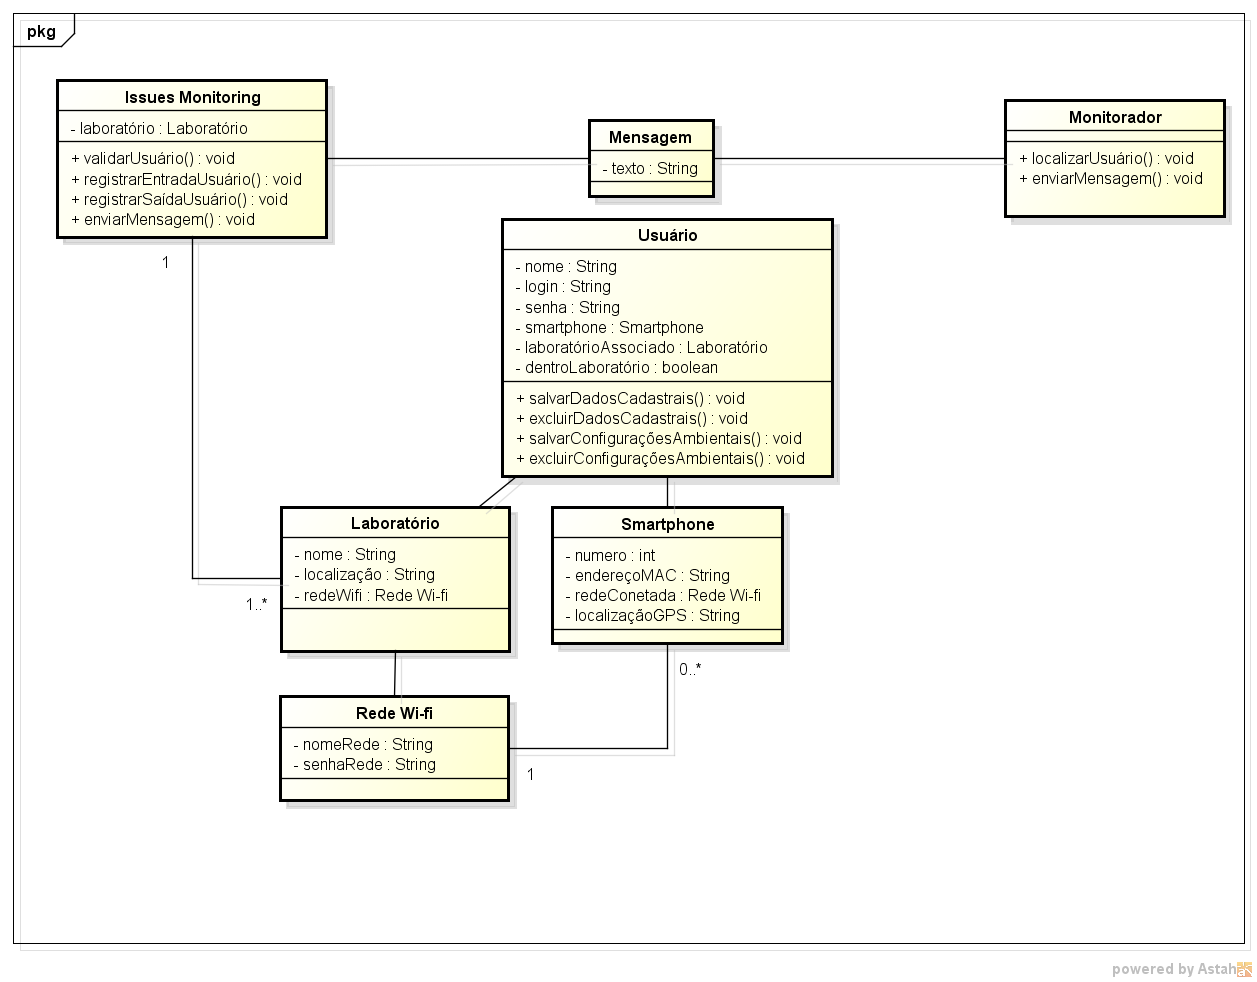 pkg
Issues Monitoring
- laboratório : Laboratório
+ validarUsuário() : void
+ registrarEntradaUsuário() : void
+ registrarSaídaUsuário() : void
+ enviarMensagem() : void
Mensagem
- texto : String
Monitorador
+ localizarUsuário() : void
+ enviarMensagem() : void
Usuário
- nome : String
- login : String
- senha : String
- smartphone : Smartphone
- laboratórioAssociado : Laboratório
- dentroLaboratório : boolean
+ salvarDadosCadastrais() : void
+ excluirDadosCadastrais() : void
+ salvarConfiguraçõesAmbientais() : void
+ excluirConfiguraçõesAmbientais() : void
1
1..*
Laboratório
- nome : String
- localização : String
- redeWifi : Rede Wi-fi
Smartphone
- numero : int
- endereçoMAC : String
- redeConetada : Rede Wi-fi
- localizaçãoGPS : String
0..*
Rede Wi-fi
- nomeRede : String
- senhaRede : String
1
powered by Astah